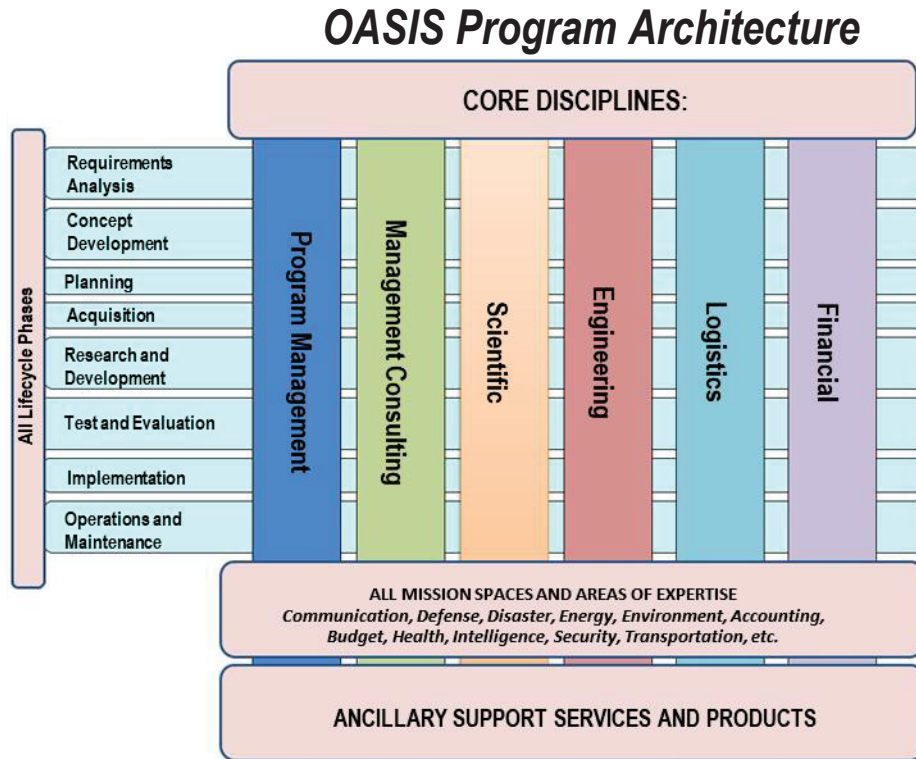 OASIS Program Architecture
CORE DISCIPLINES:
All Lifecycle Phases
Requirements
Analysis
Concept
Development
Planning
Acquisition
Research and
Development
Test and Evaluation
Implementation
Operations and
Maintenance
Program Management
Management Consulting
Scientific
Engineering
Logistics
Financial
ALL MISSION SPACES AND AREAS OF EXPERTISE
Communication, Defense, Disaster, Energy, Environment, Accounting,
Budget, Health, Intelligence, Security, Transportation, etc.
ANCILLARY SUPPORT SERVICES AND PRODUCTS